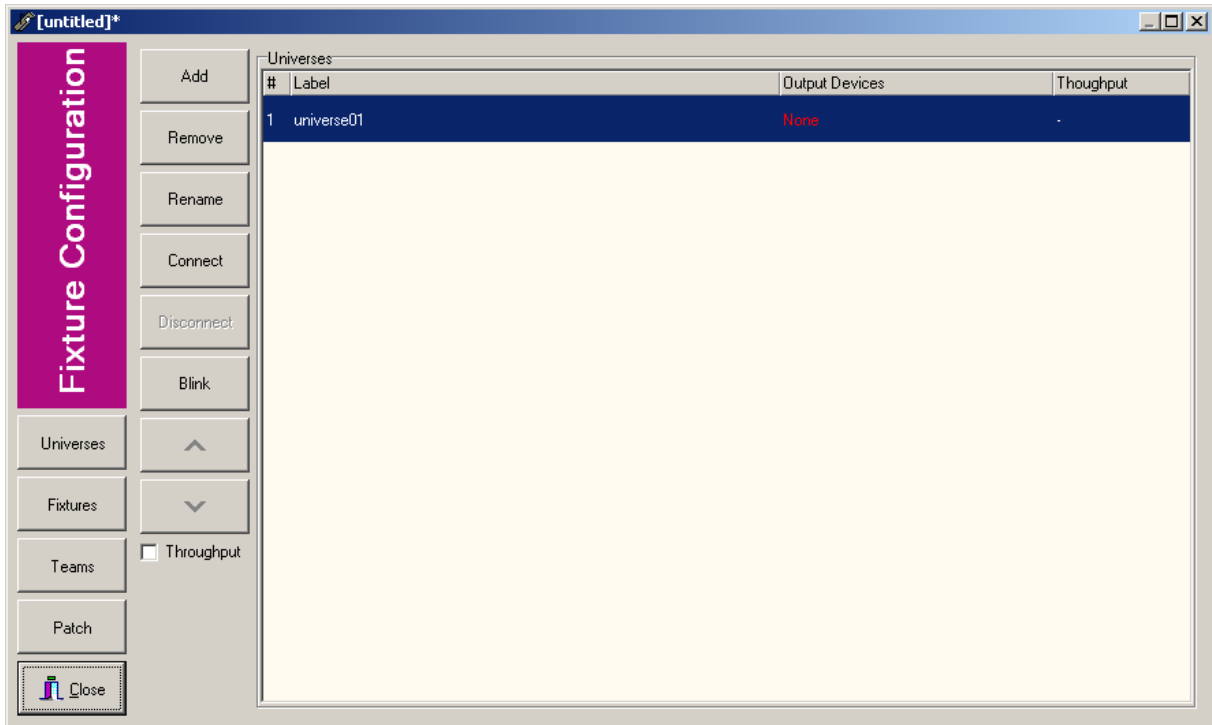 [untitled]*
Fixture Configuration
Universes
Fixtures
Teams
Patch
Close
Add
Remove
Rename
Connect
Disconnect
Blink
Throughput
Universes
# Label Output Devices Thoughput
1 universe01 None -